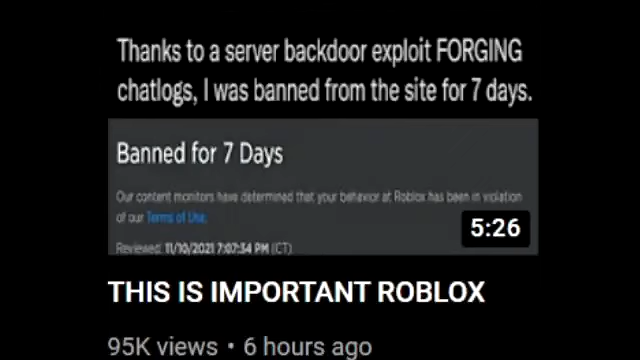 Thanks to a server backdoor exploit FORGING
chatlogs, I was banned from the site for 7 days.
Banned for 7 Days
Our content monitors have determined that your behavior at Roblox has been in violation
of our Terms of Use.
Reviewed: 11/10/2021 7:07:34 PM (CT)
5:26
THIS IS IMPORTANT ROBLOX
95K views • 6 hours ago